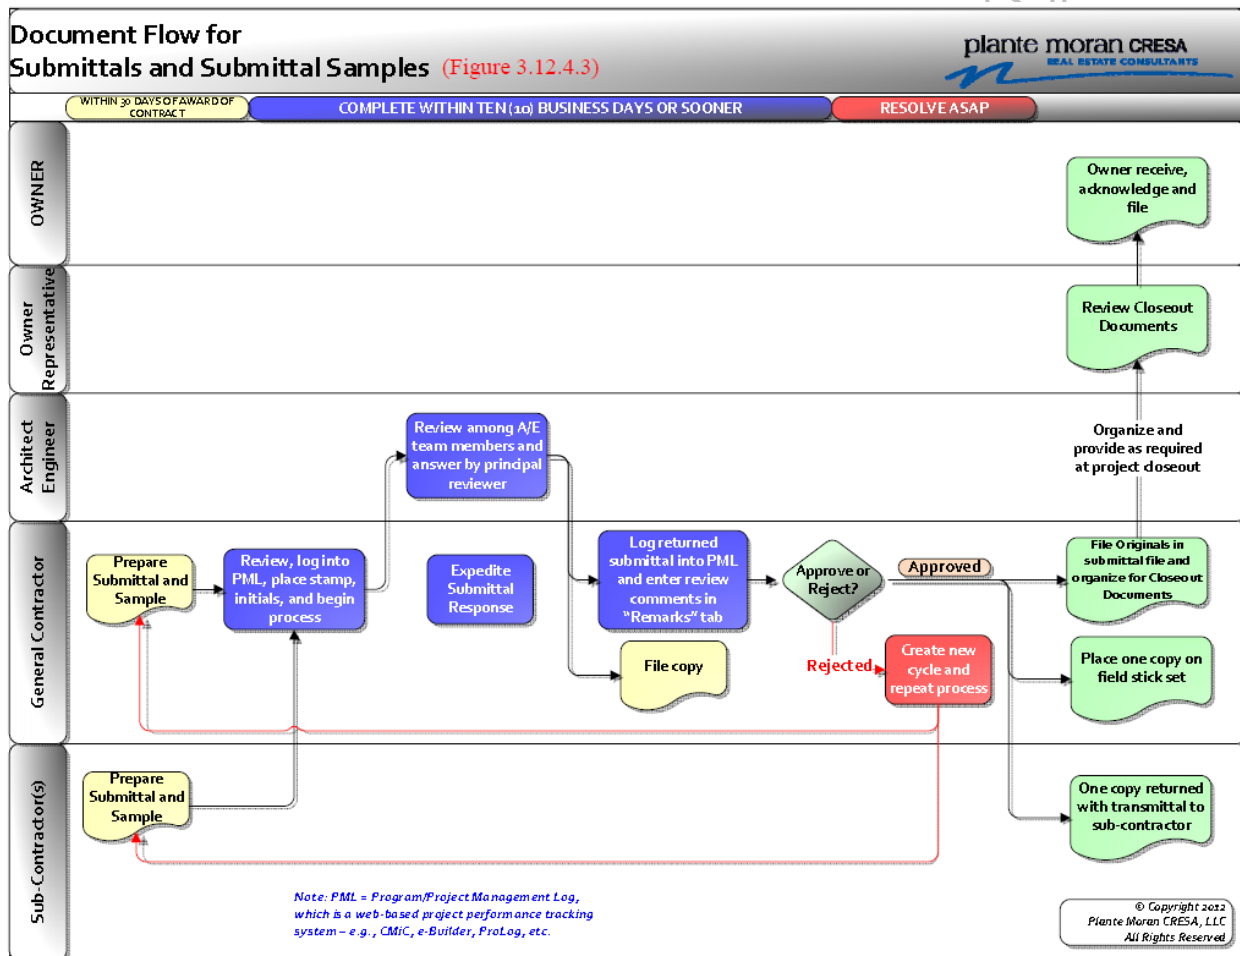 Document Flow for
Submittals and Submittal Samples (Figure 3.12.4.3)
plante moran CRESA
REAL ESTATE CONSULTANTS
WITHIN 30 DAYS OF AWARD OF
CONTRACT
COMPLETE WITHIN TEN (10) BUSINESS DAYS OR SOONER
RESOLVE ASAP
OWNER
Owner receive,
acknowledge and
file
Owner
Representative
Review Closeout
Documents
Architect
Engineer
Review among A/E
team members and
answer by principal
reviewer
Organize and
provide as required
at project closeout
General Contractor
Prepare
Submittal and
Sample
Review, log into
PML, place stamp,
initials, and begin
process
Expedite
Submittal
Response
Log returned
submittal into PML
and enter review
comments in
"Remarks" tab
Approve or
Reject?
Approved
File Originals in
submittal file and
organize for Closeout
Documents
File copy
Rejected
Create new
cycle and
repeat process
Place one copy on
field stick set
Sub-Contractor(s)
Prepare
Submittal and
Sample
One copy returned
with transmittal to
sub-contractor
Note: PML = Program/Project Management Log,
which is a web-based project performance tracking
system – e.g., CMiC, e-Builder, ProLog, etc.
© Copyright 2012
Plante Moran CRESA, LLC
All Rights Reserved